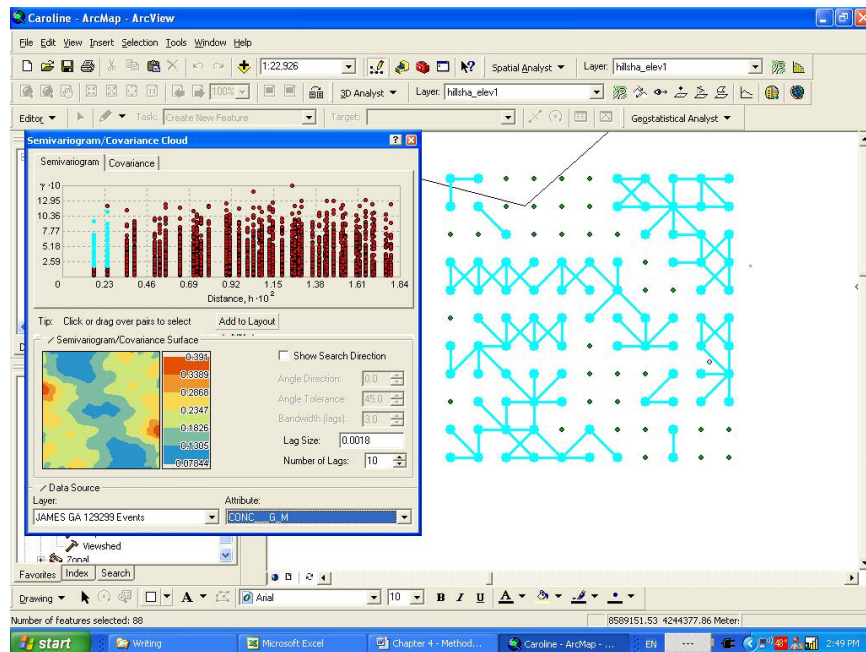 Caroline - ArcMap - ArcView
File Edit View Insert Selection Tools Window Help
1:22,926 Spatial Analyst Layer: hillsha_elev1
100% 3D Analyst Layer: hillsha_elev1
Editor Task: Create New Feature Target: Geostatistical Analyst
Semivariogram/Covariance Cloud
Semivariogram Covariance
γ ·10
12.95
10.36
7.77
5.18
2.59
0 0.23 0.46 0.69 0.92 1.15 1.38 1.61 1.84
Distance, h ·10²
Tip: Click or drag over pairs to select Add to Layout
Semivariogram/Covariance Surface
0.391
0.3389
0.2868
0.2347
0.1826
0.1305
0.07844
Show Search Direction
Angle Direction: 0.0
Angle Tolerance: 45.0
Bandwidth (lags): 3.0
Lag Size: 0.0018
Number of Lags: 10
Data Source
Layer: Attribute:
JAMES GA 129299 Events CONC___G_M
Viewshed
Zonal
Favorites Index Search
Drawing A Arial 10 B I U A
Number of features selected: 88 8589151.53 4244377.86 Meter:
start Writing Microsoft Excel Chapter 4 - Method... Caroline - ArcMap - ... EN 48° 2:49 PM